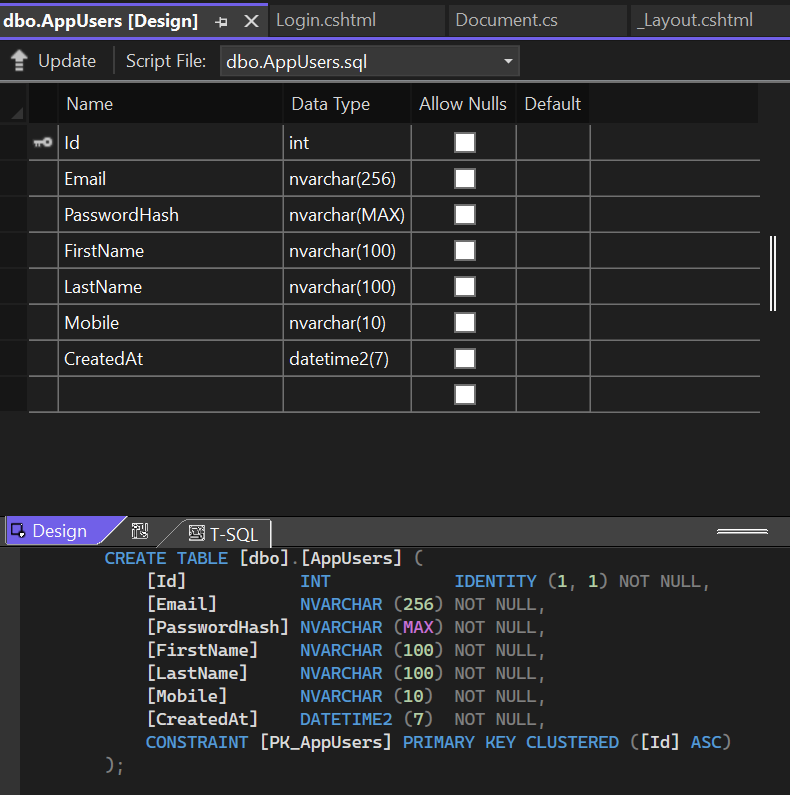 dbo.AppUsers [Design] Login.cshtml Document.cs _Layout.cshtml
Update Script File: dbo.AppUsers.sql
Name Data Type Allow Nulls Default
Id int
Email nvarchar(256)
PasswordHash nvarchar(MAX)
FirstName nvarchar(100)
LastName nvarchar(100)
Mobile nvarchar(10)
CreatedAt datetime2(7)
Design T-SQL
CREATE TABLE [dbo].[AppUsers] (
[Id] INT IDENTITY (1, 1) NOT NULL,
[Email] NVARCHAR (256) NOT NULL,
[PasswordHash] NVARCHAR (MAX) NOT NULL,
[FirstName] NVARCHAR (100) NOT NULL,
[LastName] NVARCHAR (100) NOT NULL,
[Mobile] NVARCHAR (10) NOT NULL,
[CreatedAt] DATETIME2 (7) NOT NULL,
CONSTRAINT [PK_AppUsers] PRIMARY KEY CLUSTERED ([Id] ASC)
);